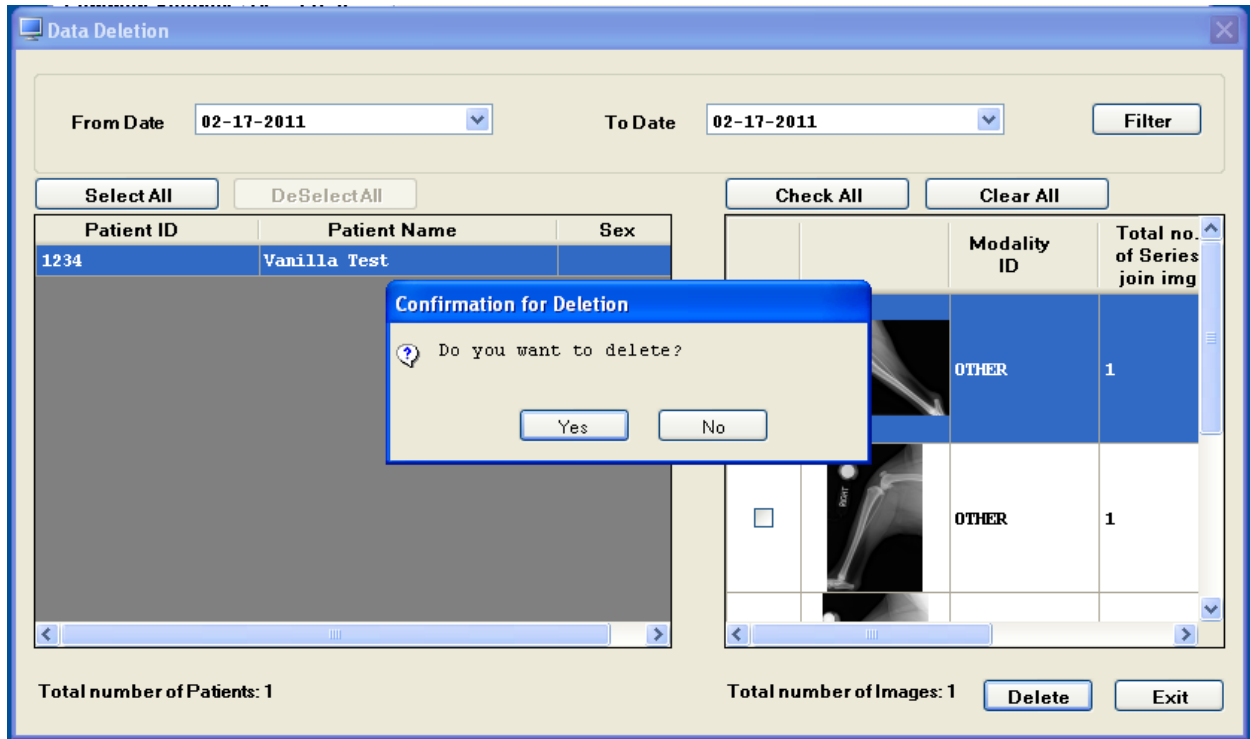 Data Deletion
From Date 02-17-2011 To Date 02-17-2011 Filter
Select All DeSelectAll Check All Clear All
Patient ID Patient Name Sex
Modality ID
Total no. of Series join img
1234 Vanilla Test
Confirmation for Deletion
Do you want to delete?
Yes No
OTHER 1
RIGHT
OTHER 1
Total number of Patients: 1 Total number of Images: 1 Delete Exit